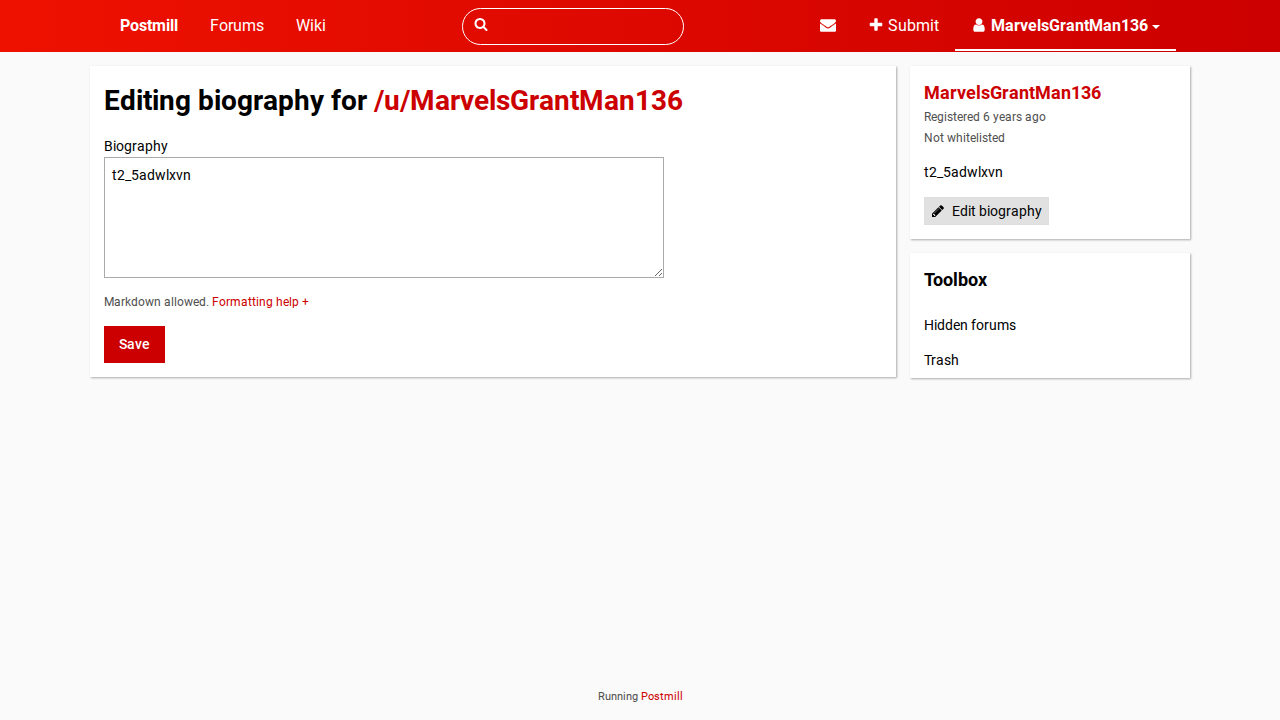 Postmill Forums Wiki Submit MarvelsGrantMan136
Editing biography for /u/MarvelsGrantMan136
Biography
t2_5adwlxvn
Markdown allowed. Formatting help +
Save
MarvelsGrantMan136
Registered 6 years ago
Not whitelisted
t2_5adwlxvn
Edit biography
Toolbox
Hidden forums
Trash
Running Postmill